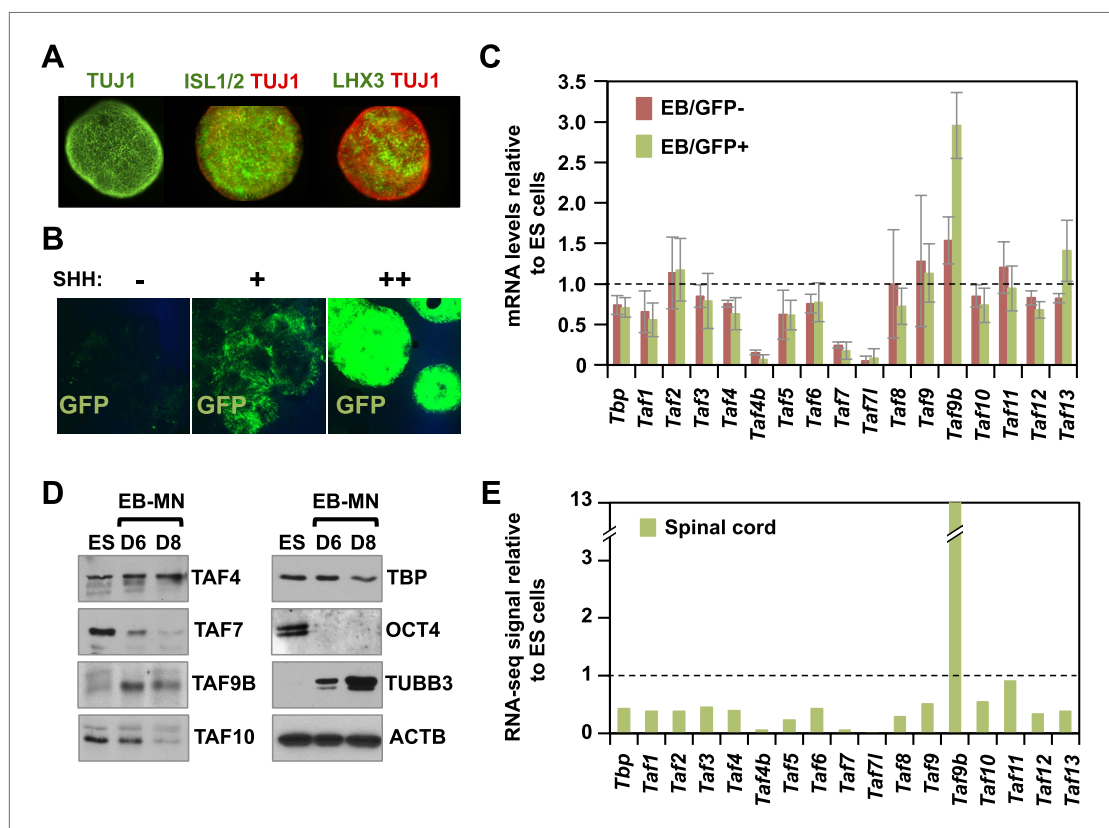 A
TUJ1
ISL1/2 TUJ1
LHX3 TUJ1
B
SHH:
-
+
++
GFP
GFP
GFP
C
mRNA levels relative
to ES cells
3.5
3.0
2.5
2.0
1.5
1.0
0.5
0
EB/GFP-
EB/GFP+
Tbp
Taf1
Taf2
Taf3
Taf4
Taf4b
Taf5
Taf6
Taf7
Taf7l
Taf8
Taf9
Taf9b
Taf10
Taf11
Taf12
Taf13
D
EB-MN
ES D6 D8
TAF4
TAF7
TAF9B
TAF10
EB-MN
ES D6 D8
TBP
OCT4
TUBB3
ACTB
E
RNA-seq signal relative
to ES cells
13
3
2
1
0
Spinal cord
Tbp
Taf1
Taf2
Taf3
Taf4
Taf4b
Taf5
Taf6
Taf7
Taf7l
Taf8
Taf9
Taf9b
Taf10
Taf11
Taf12
Taf13